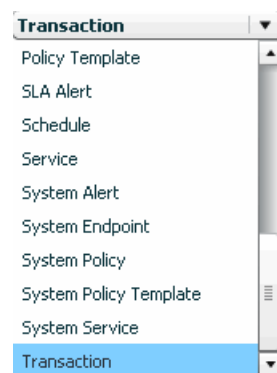 Transaction
Policy Template
SLA Alert
Schedule
Service
System Alert
System Endpoint
System Policy
System Policy Template
System Service
Transaction